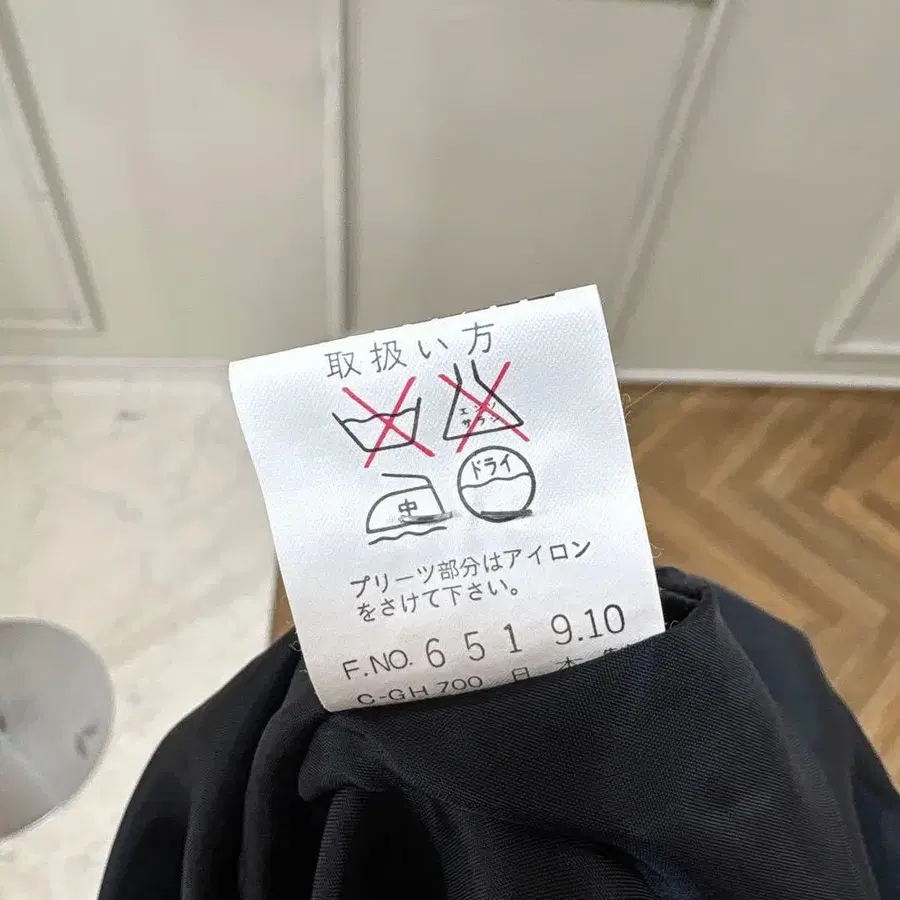 取扱い方
エンソ
サラシ
中
ドライ
プリーツ部分はアイロン
をさけて下さい。
F.NO. 6 5 1 9.10
C-GH 700 日本